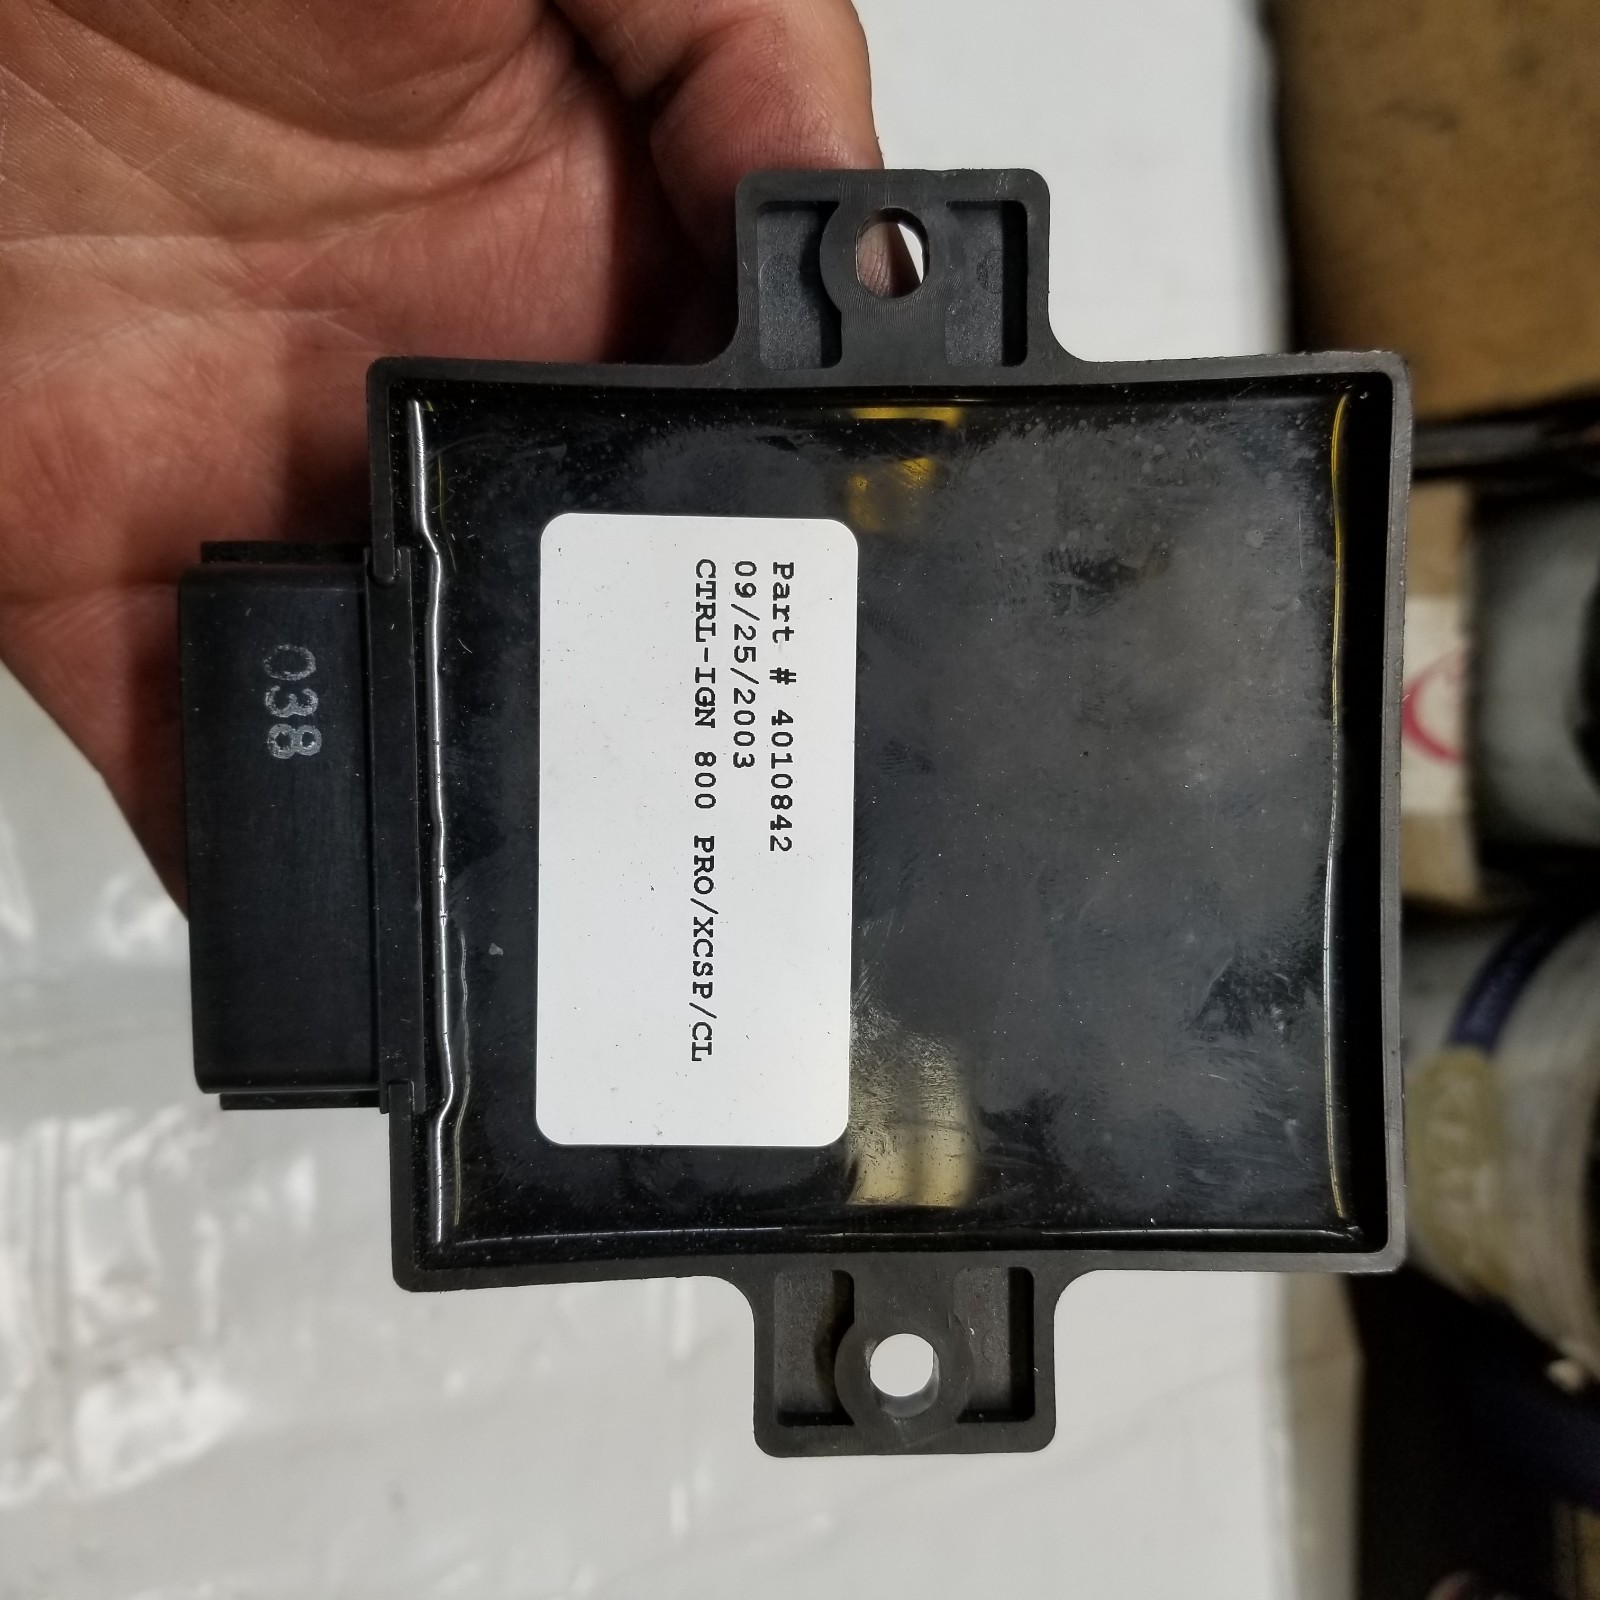 Part # 4010842
09/25/2003
CTRL-IGN 800 PRO/XCSP/CL
038